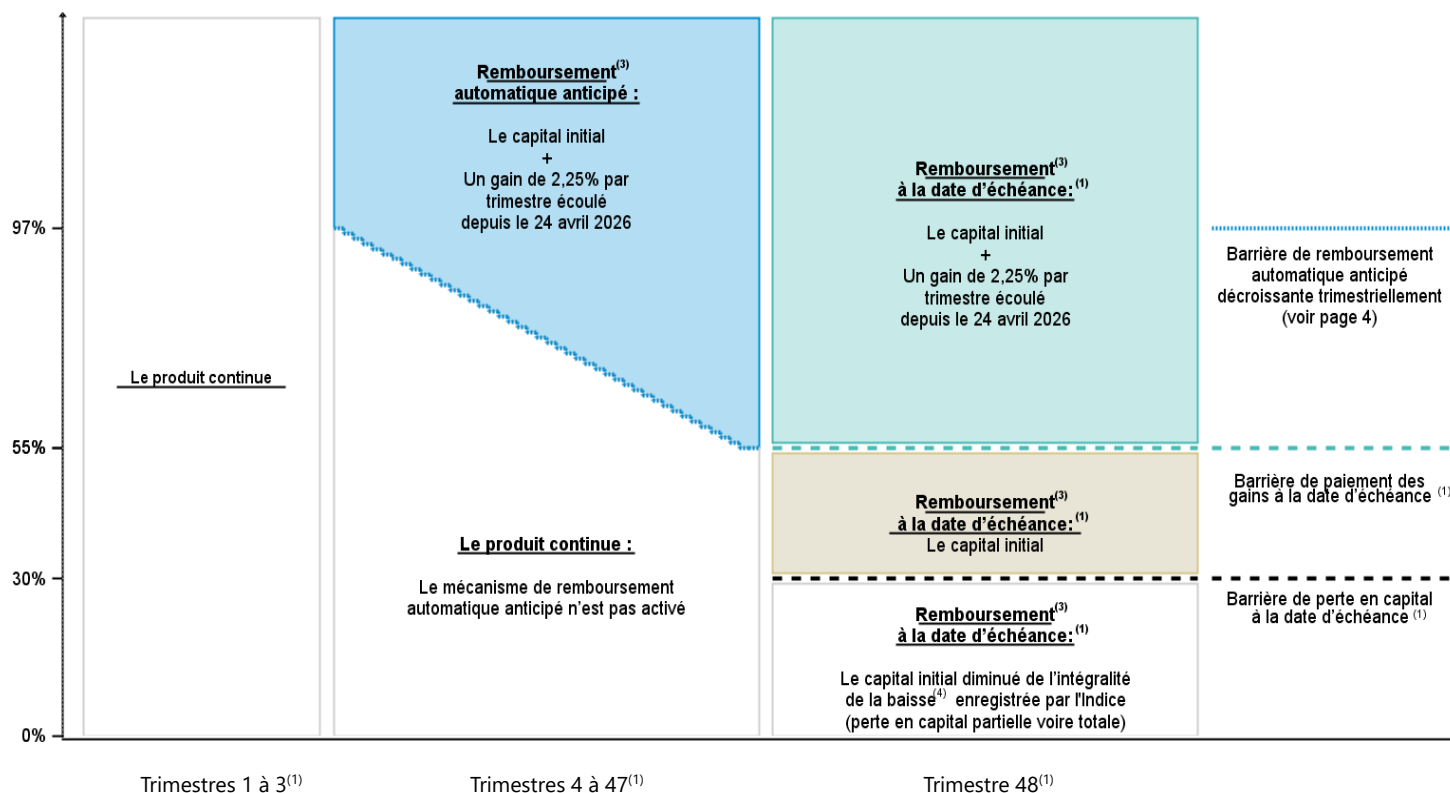 Remboursement(3)
automatique anticipé :
Le capital initial
+
Un gain de 2,25% par
trimestre écoulé
depuis le 24 avril 2026
Remboursement(3)
à la date d’échéance:(1)
Le capital initial
+
Un gain de 2,25% par
trimestre écoulé
depuis le 24 avril 2026
97%
Barrière de remboursement
automatique anticipé
décroissante trimestriellement
(voir page 4)
Le produit continue
55%
Barrière de paiement des
gains à la date d’échéance (1)
Remboursement(3)
à la date d’échéance:(1)
Le capital initial
Le produit continue :
Le mécanisme de remboursement
automatique anticipé n’est pas activé
30%
Barrière de perte en capital
à la date d’échéance (1)
Remboursement(3)
à la date d’échéance:(1)
Le capital initial diminué de l’intégralité
de la baisse(4) enregistrée par l'Indice
(perte en capital partielle voire totale)
0%
Trimestres 1 à 3(1)
Trimestres 4 à 47(1)
Trimestre 48(1)